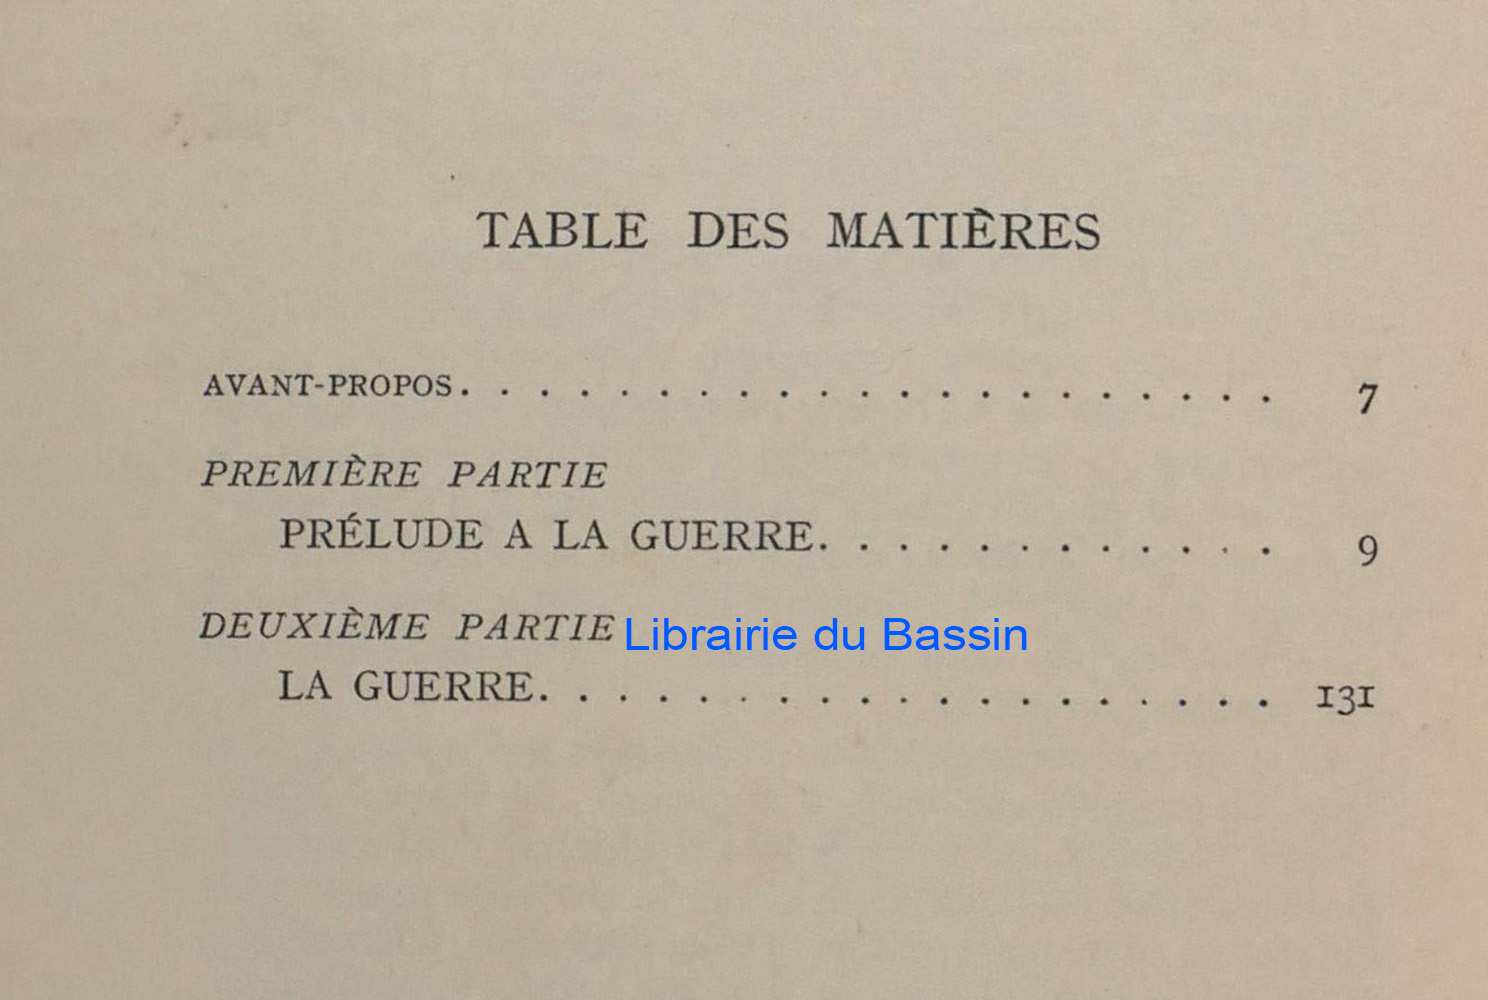 TABLE DES MATIÈRES
AVANT-PROPOS. . . . . . . . . . . . . . . . . . . . . 7
PREMIÈRE PARTIE
PRÉLUDE A LA GUERRE. . . . . . . . . . . . 9
DEUXIÈME PARTIE
Librairie du Bassin
LA GUERRE. . . . . . . . . . . . . . . . . . . 131